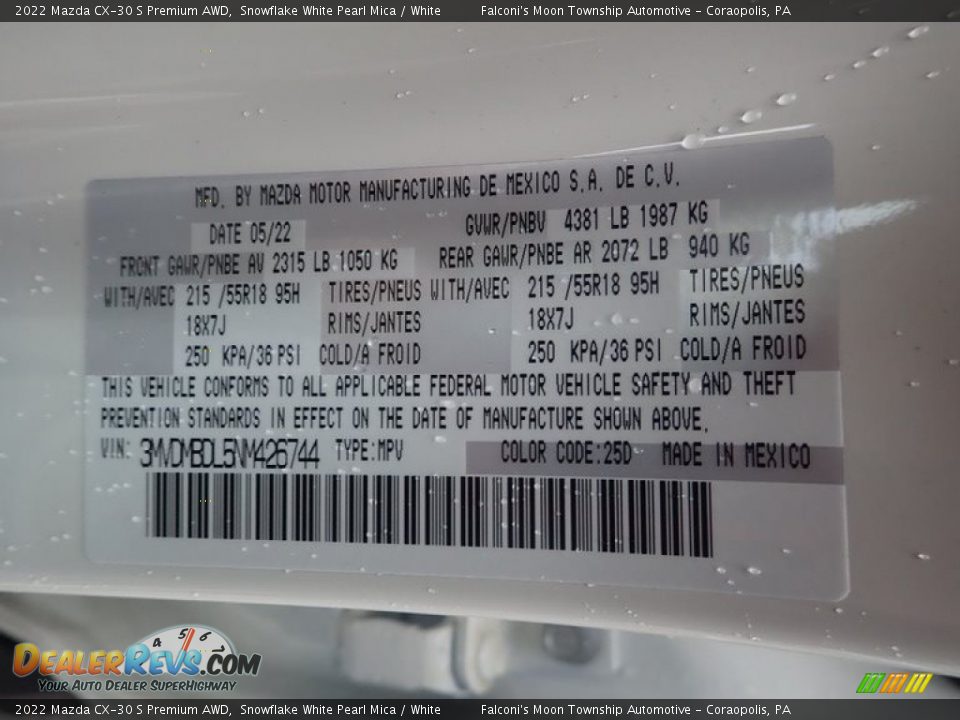 2022 Mazda CX-30 S Premium AWD, Snowflake White Pearl Mica / White Falconi's Moon Township Automotive - Coraopolis, PA
MFD. BY MAZDA MOTOR MANUFACTURING DE MEXICO S.A. DE C.V.
DATE 05/22 GVWR/PNBV 4381 LB 1987 KG
FRONT GAWR/PNBE AV 2315 LB 1050 KG REAR GAWR/PNBE AR 2072 LB 940 KG
WITH/AVEC 215 /55R18 95H TIRES/PNEUS WITH/AVEC 215 /55R18 95H TIRES/PNEUS
18X7J RIMS/JANTES 18X7J RIMS/JANTES
250 KPA/36 PSI COLD/A FROID 250 KPA/36 PSI COLD/A FROID
THIS VEHICLE CONFORMS TO ALL APPLICABLE FEDERAL MOTOR VEHICLE SAFETY AND THEFT
PREVENTION STANDARDS IN EFFECT ON THE DATE OF MANUFACTURE SHOWN ABOVE.
VIN: 3MVDMBDL5NM426744 TYPE:MPV COLOR CODE:25D MADE IN MEXICO
4 5 6
DEALERREVS.COM
YOUR AUTO DEALER SUPERHIGHWAY
2022 Mazda CX-30 S Premium AWD, Snowflake White Pearl Mica / White Falconi's Moon Township Automotive - Coraopolis, PA